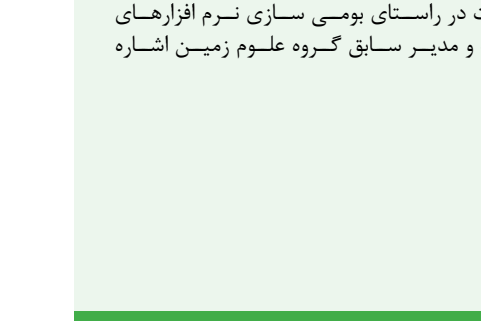 در راستای بومی سازی نرم افزارهای
و مدیر سابق گروه علوم زمین اشاره